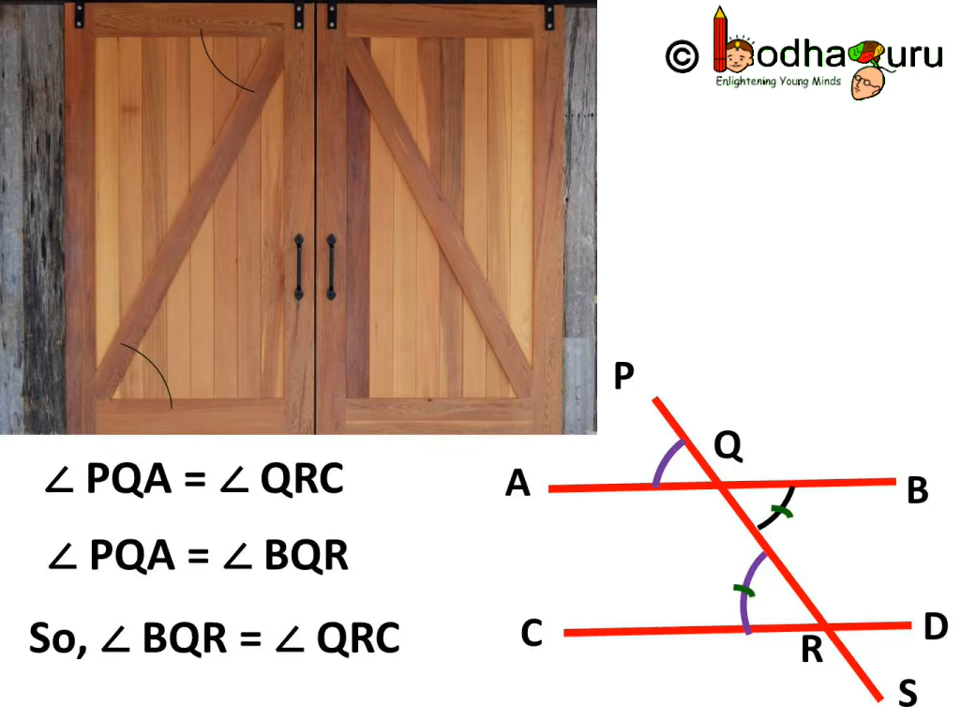 © BodhaGuru
Enlightening Young Minds
P
Q
A
B
∠ PQA = ∠ QRC
∠ PQA = ∠ BQR
So, ∠ BQR = ∠ QRC
C
D
R
S